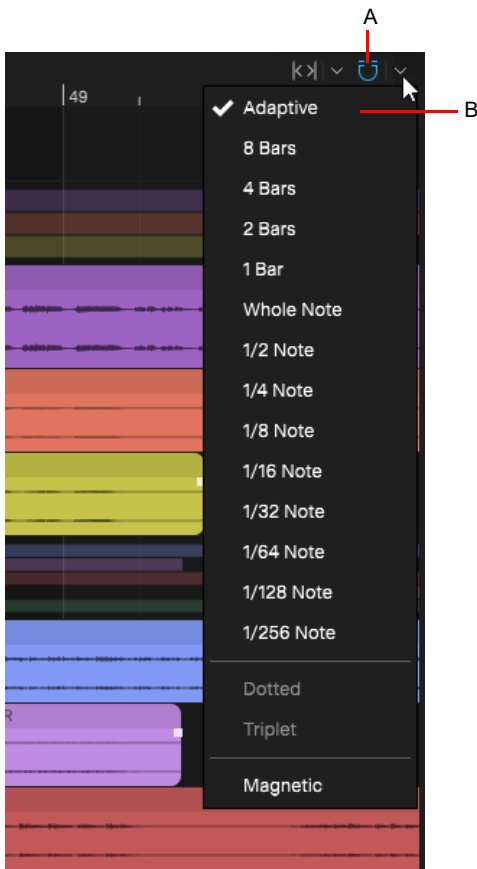 A
49
Adaptive
B
8 Bars
4 Bars
2 Bars
1 Bar
Whole Note
1/2 Note
1/4 Note
1/8 Note
1/16 Note
1/32 Note
1/64 Note
1/128 Note
1/256 Note
Dotted
R
Triplet
Magnetic